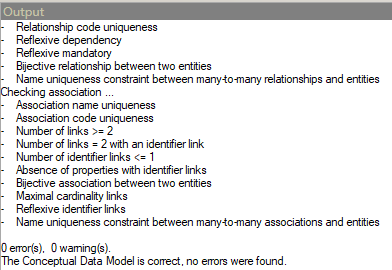 Output
- Relationship code uniqueness
- Reflexive dependency
- Reflexive mandatory
- Bijective relationship between two entities
- Name uniqueness constraint between many-to-many relationships and entities
Checking association ...
- Association name uniqueness
- Association code uniqueness
- Number of links >= 2
- Number of links = 2 with an identifier link
- Number of identifier links <= 1
- Absence of properties with identifier links
- Bijective association between two entities
- Maximal cardinality links
- Reflexive identifier links
- Name uniqueness constraint between many-to-many associations and entities
0 error(s), 0 warning(s).
The Conceptual Data Model is correct, no errors were found.